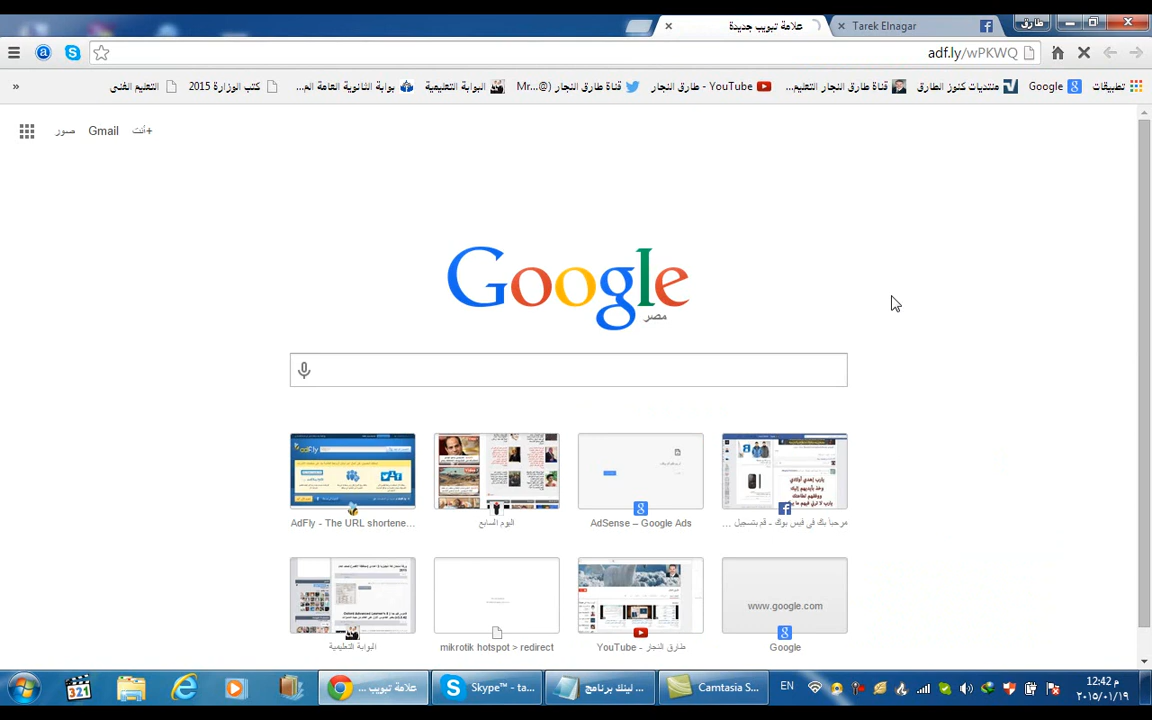 علامة تبويب جديدة
Tarek Elnagar
طارق
adf.ly/wPKWQ
تطبيقات
Google
منتديات كنوز الطارق
قناة طارق النجار التعليم...
YouTube - طارق النجار
قناة طارق النجار (@Mr...
البوابة التعليمية
بوابة الثانوية العامة الم...
كتب الوزارة 2015
التعليم الفنى
»
+أنت
Gmail
صور
Google
مصر
AdFly - The URL shortene...
اليوم السابع
AdSense – Google Ads
مرحباً بك في فيس بوك - قم بتسجيل ...
البوابة التعليمية
mikrotik hotspot > redirect
YouTube - طارق النجار
www.google.com
Google
علامة تبويب ...
Skype™ - ta...
لينك برنامج ...
Camtasia S...
EN
12:42 م
٢٠١٥/٠١/١٩